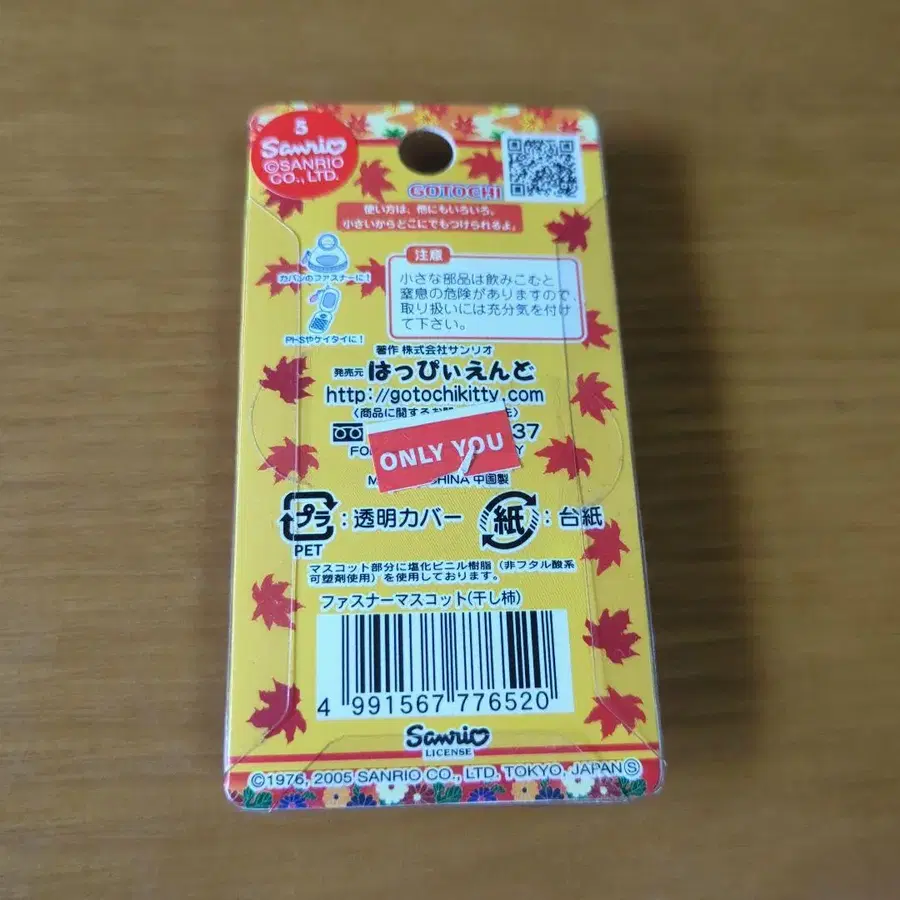 5
Sanrio
©SANRIO
CO., LTD.
GOTOCHI
使い方は、他にもいろいろ。
小さいからどこにでもつけられるよ。
カバンのファスナーに!
PHSやケイタイに!
注意
小さな部品は飲みこむと
窒息の危険がありますので、
取り扱いには充分気を付け
て下さい。
著作 株式会社サンリオ
発売元 はっぴぃえんど
http://gotochikitty.com
〈商品に関するお
37
ONLY YOU
CHINA 中国製
プラ : 透明カバー
PET
紙 : 台紙
マスコット部分に塩化ビニル樹脂(非フタル酸系
可塑剤使用)を使用しております。
ファスナーマスコット(干し柿)
4 991567 776520
Sanrio
LICENSE
©1976, 2005 SANRIO CO., LTD. TOKYO, JAPAN Ⓢ